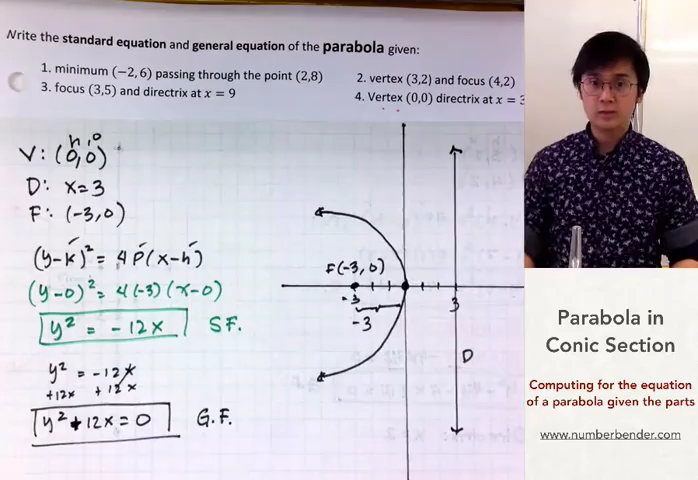 Write the standard equation and general equation of the parabola given:
1. minimum (−2, 6) passing through the point (2,8)
2. vertex (3,2) and focus (4,2)
3. focus (3,5) and directrix at x = 9
4. Vertex (0,0) directrix at x = 3
h, 0
V: (0,0)
D: x=3
F: (-3,0)
(y-k)² = 4P(x-h)
(y-0)² = 4(-3)(x-0)
y² = -12x S.F.
y² = -12x
+12x +12x
y² + 12x = 0 G.F.
F(-3,0)
-3
3
-3
D
Parabola in
Conic Section
Computing for the equation
of a parabola given the parts
www.numberbender.com